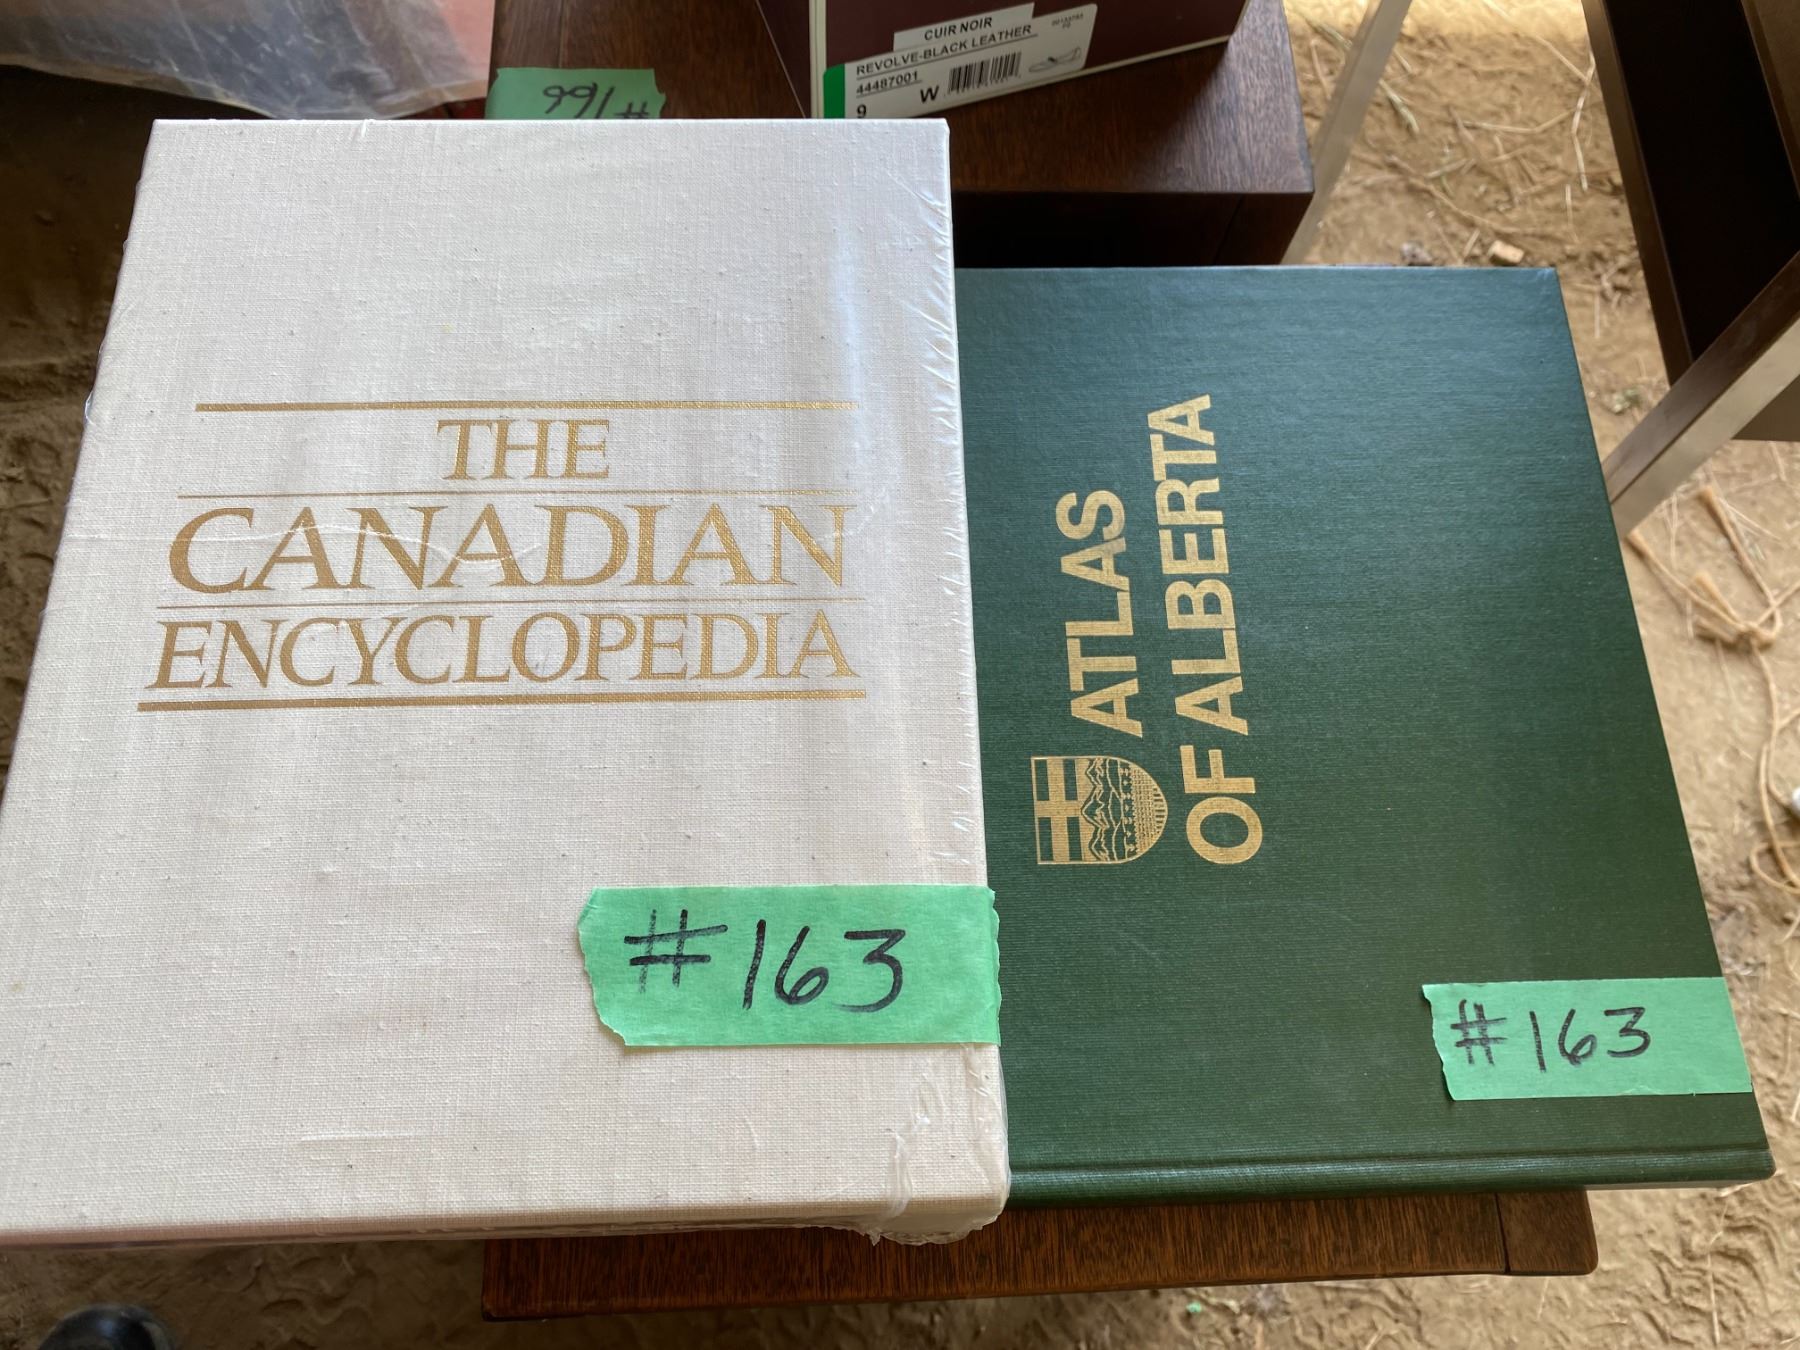 #166
CUIR NOIR
REVOLVE-BLACK LEATHER
44487001
9
W
THE
CANADIAN
ENCYCLOPEDIA
#163
ATLAS
OF ALBERTA
#163